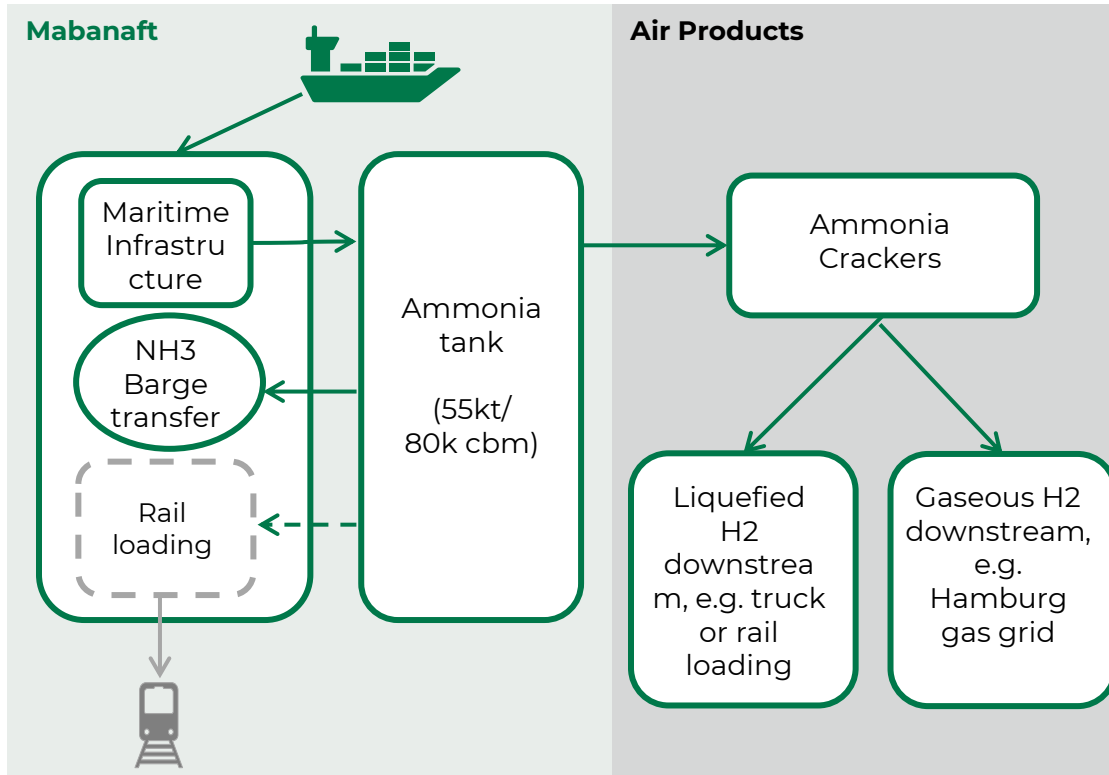 Mabanaft
Air Products
Maritime
Infrastru
cture
NH3
Barge
transfer
Rail
loading
Ammonia
tank
(55kt/
80k cbm)
Ammonia
Crackers
Liquefied
H2
downstrea
m, e.g. truck
or rail
loading
Gaseous H2
downstream,
e.g.
Hamburg
gas grid